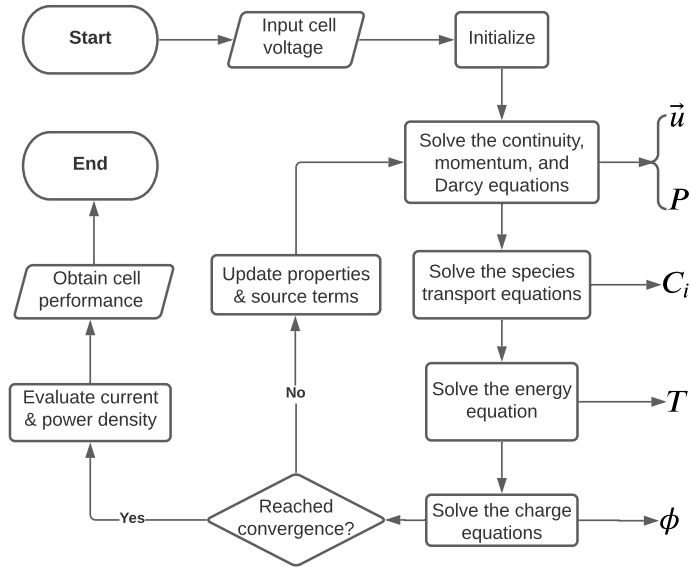 Start
Input cell
voltage
Initialize
Solve the continuity,
momentum, and
Darcy equations
$\vec{u}$
P
End
Update properties
& source terms
Solve the species
transport equations
$C_i$
Obtain cell
performance
No
Solve the energy
equation
T
Evaluate current
& power density
Yes
Reached
convergence?
Solve the charge
equations
ϕ